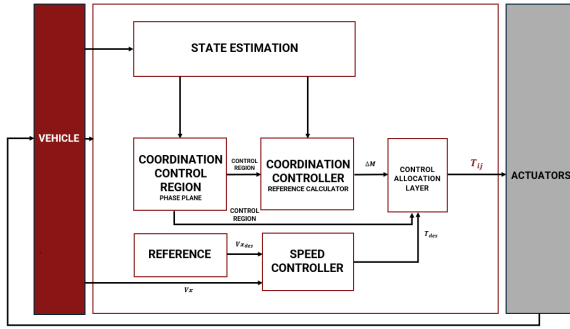 STATE ESTIMATION
VEHICLE
COORDINATION
CONTROL
REGION
PHASE PLANE
CONTROL
REGION
COORDINATION
CONTROLLER
REFERENCE CALCULATOR
ΔM
CONTROL
ALLOCATION
LAYER
T_ij
ACTUATORS
CONTROL
REGION
REFERENCE
Vx_des
SPEED
CONTROLLER
T_des
Vx